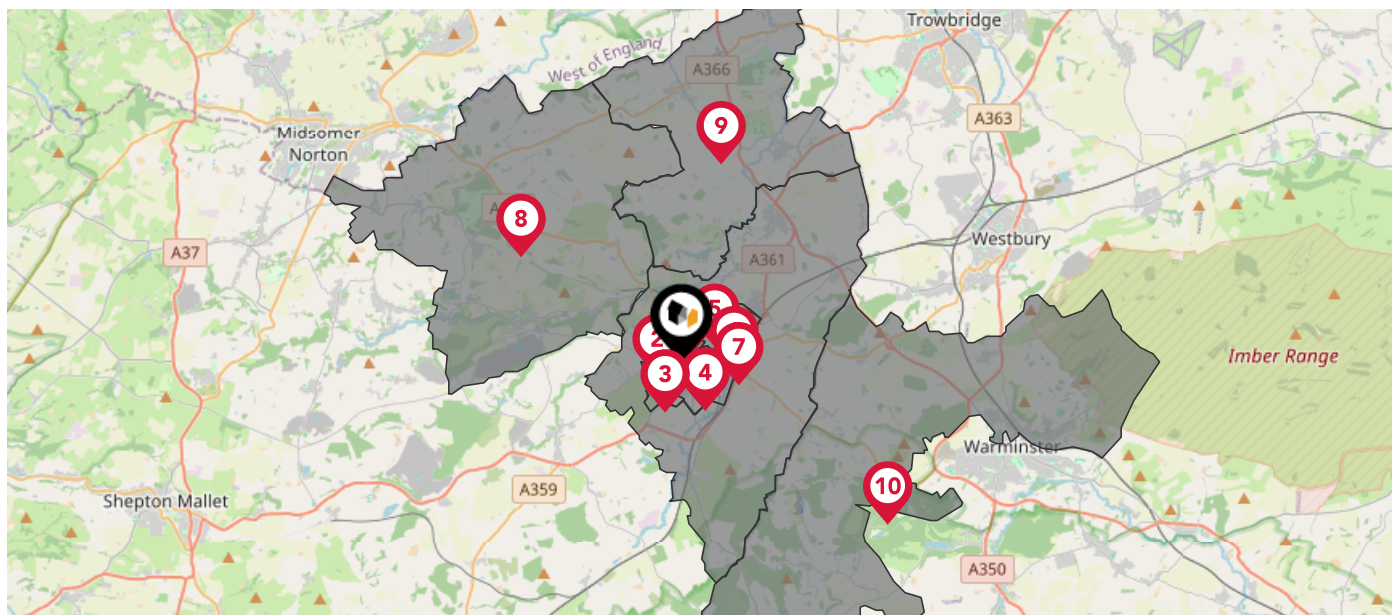 Trowbridge
West of England
A366
A363
9
Midsomer
Norton
A
8
A37
Westbury
A361
5
2
7
Imber Range
3
4
Warminster
10
A359
Shepton Mallet
A350